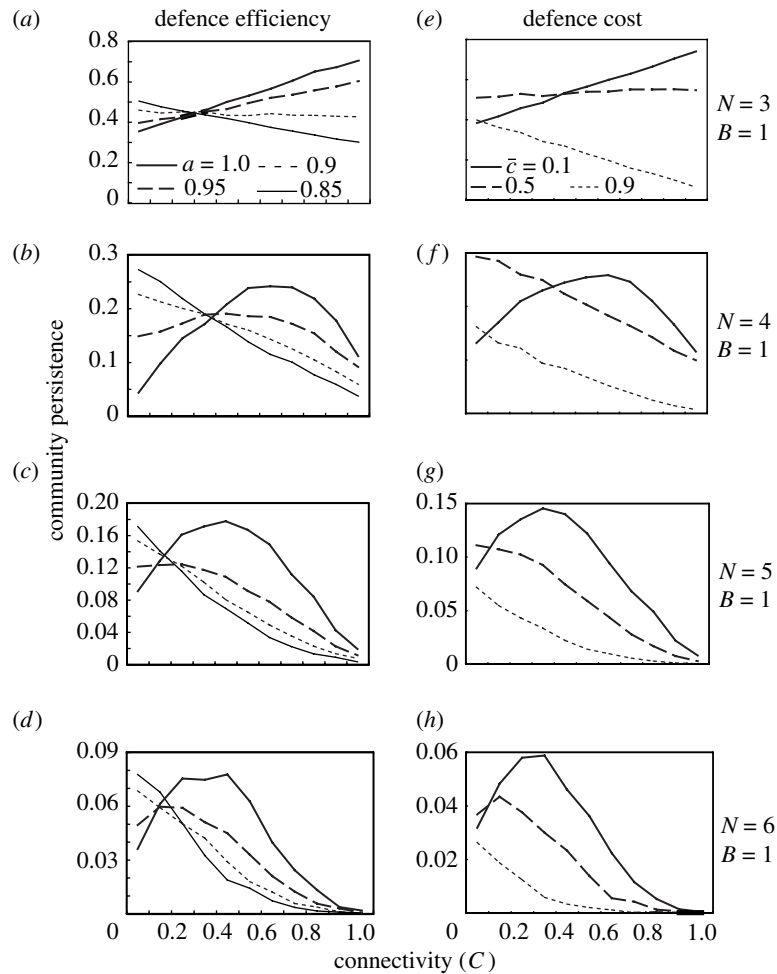 (a) defence efficiency
(e) defence cost
0.8
0.6
0.4
0.2
0
a = 1.0
0.9
0.95
0.85
c̄ = 0.1
0.5
0.9
N = 3
B = 1
(b)
(f)
0.3
0.2
0.1
0
N = 4
B = 1
community persistence
(c)
(g)
0.20
0.16
0.12
0.08
0.04
0
0.15
0.10
0.05
0
N = 5
B = 1
(d)
(h)
0.09
0.06
0.03
0.06
0.04
0.02
N = 6
B = 1
0 0.2 0.4 0.6 0.8 1.0
0 0.2 0.4 0.6 0.8 1.0
connectivity (C)